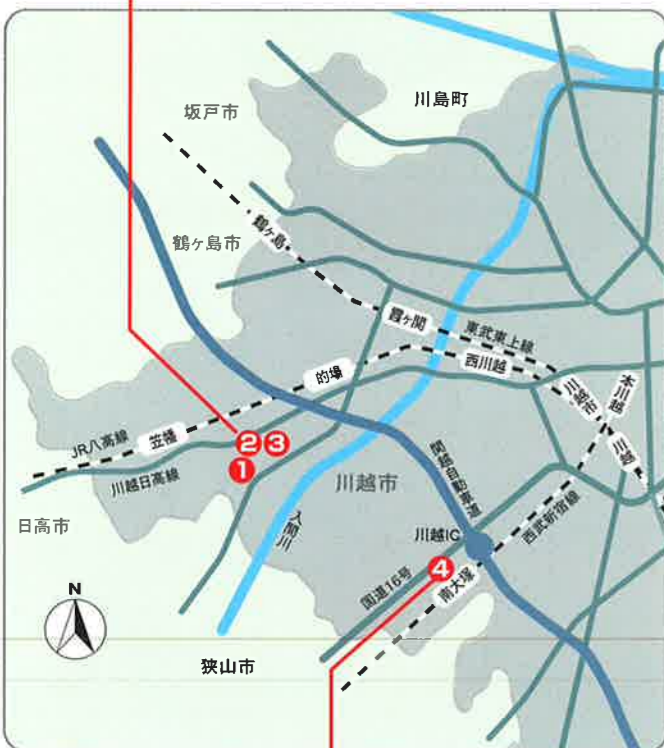 川島町
坂戸市
鶴ヶ島市
鶴ヶ島
霞ヶ関
東武東上線
西川越
的場
川越市
本川越
川越
笠幡
JR八高線
川越日高線
②③
①
川越市
関越自動車道
入間川
日高市
川越IC
西武新宿線
④
南大塚
国道16号
N
狭山市